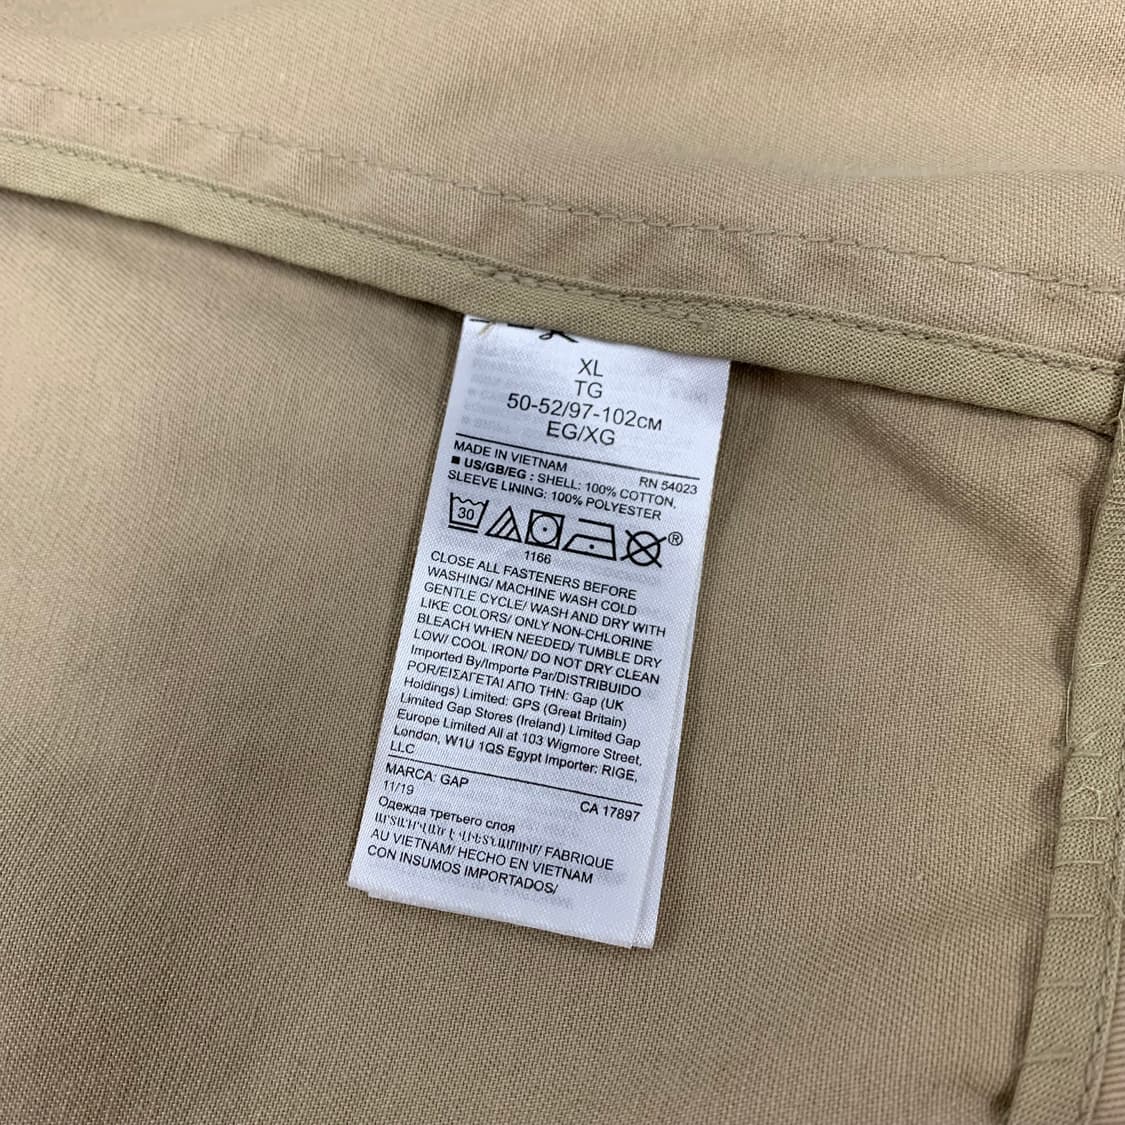 XL
TG
50-52/97-102CM
EG/XG
MADE IN VIETNAM
RN 54023
■ US/GB/EG : SHELL: 100% COTTON,
SLEEVE LINING: 100% POLYESTER
30
®
1166
CLOSE ALL FASTENERS BEFORE
WASHING/ MACHINE WASH COLD
GENTLE CYCLE/ WASH AND DRY WITH
LIKE COLORS/ ONLY NON-CHLORINE
BLEACH WHEN NEEDED/ TUMBLE DRY
LOW/ COOL IRON/ DO NOT DRY CLEAN
Imported By/Importe Par/DISTRIBUIDO
POR/ΕΙΣΑΓΕΤΑΙ ΑΠΟ ΤΗΝ: Gap (UK
Holdings) Limited: GPS (Great Britain)
Limited Gap Stores (Ireland) Limited Gap
Europe Limited All at 103 Wigmore Street,
London, W1U 1QS Egypt Importer: RIGE,
LLC
MARCA: GAP
11/19
CA 17897
Одежда третьего слоя
FABRIQUE
AU VIETNAM/ HECHO EN VIETNAM
CON INSUMOS IMPORTADOS/